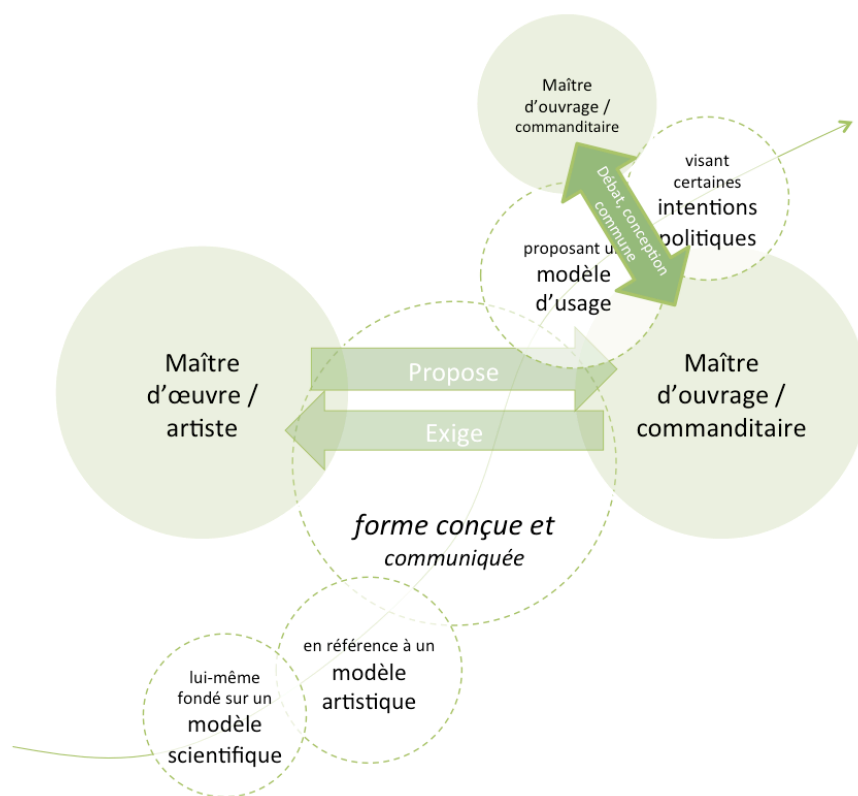 Maître
d'ouvrage /
commanditaire
visant
certaines
intentions
politiques
Débat, conception
commune
proposant un
modèle
d’usage
Maître
d’œuvre /
artiste
Propose
Exige
Maître
d’ouvrage /
commanditaire
forme conçue et
communiquée
en référence à un
modèle
artistique
lui-même
fondé sur un
modèle
scientifique